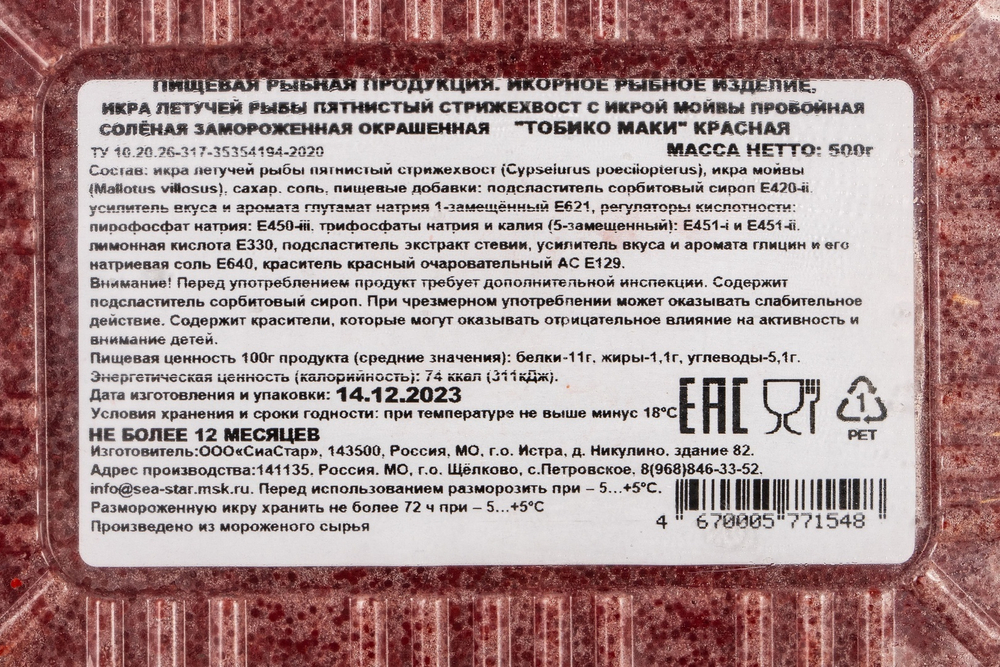 ПИЩЕВАЯ РЫБНАЯ ПРОДУКЦИЯ. ИКОРНОЕ РЫБНОЕ ИЗДЕЛИЕ,
ИКРА ЛЕТУЧЕЙ РЫБЫ ПЯТНИСТЫЙ СТРИЖЕХВОСТ С ИКРОЙ МОЙВЫ ПРОБОЙНАЯ
СОЛЁНАЯ ЗАМОРОЖЕННАЯ ОКРАШЕННАЯ "ТОБИКО МАКИ" КРАСНАЯ
ТУ 10.20.26-317-35354194-2020 МАССА НЕТТО: 500г
Состав: икра летучей рыбы пятнистый стрижехвост (Cypselurus poecilopterus), икра мойвы
(Mallotus villosus), сахар, соль, пищевые добавки: подсластитель сорбитовый сироп Е420-ii,
усилитель вкуса и аромата глутамат натрия 1-замещённый Е621, регуляторы кислотности:
пирофосфат натрия: Е450-iii, трифосфаты натрия и калия (5-замещенный): Е451-i и Е451-ii,
лимонная кислота Е330, подсластитель экстракт стевии, усилитель вкуса и аромата глицин и его
натриевая соль Е640, краситель красный очаровательный АС Е129.
Внимание! Перед употреблением продукт требует дополнительной инспекции. Содержит
подсластитель сорбитовый сироп. При чрезмерном употреблении может оказывать слабительное
действие. Содержит красители, которые могут оказывать отрицательное влияние на активность и
внимание детей.
Пищевая ценность 100г продукта (средние значения): белки-11г, жиры-1,1г, углеводы-5,1г.
Энергетическая ценность (калорийность): 74 ккал (311кДж).
Дата изготовления и упаковки: 14.12.2023
Условия хранения и сроки годности: при температуре не выше минус 18°С
НЕ БОЛЕЕ 12 МЕСЯЦЕВ
EAC
1
PET
Изготовитель:ООО«СиаСтар», 143500, Россия, МО, г.о. Истра, д. Никулино, здание 82.
Адрес производства:141135. Россия. МО, г.о. Щёлково, с.Петровское, 8(968)846-33-52.
info@sea-star.msk.ru. Перед использованием разморозить при – 5...+5°С.
Размороженную икру хранить не более 72 ч при – 5...+5°С
Произведено из мороженого сырья
4 670005 771548